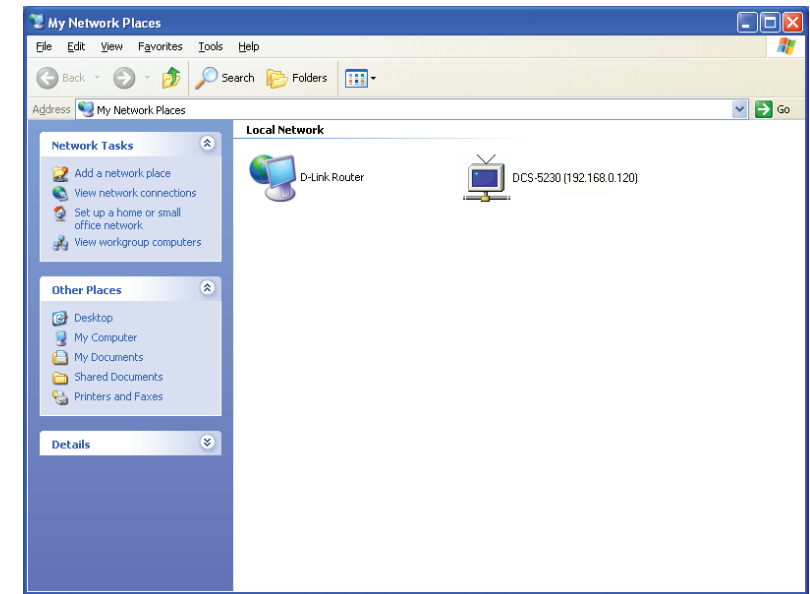 My Network Places
File Edit View Favorites Tools Help
Back Search Folders
Address My Network Places Go
Network Tasks
Add a network place
View network connections
Set up a home or small
office network
View workgroup computers
Other Places
Desktop
My Computer
My Documents
Shared Documents
Printers and Faxes
Details
Local Network
D-Link Router
DCS-5230 (192.168.0.120)